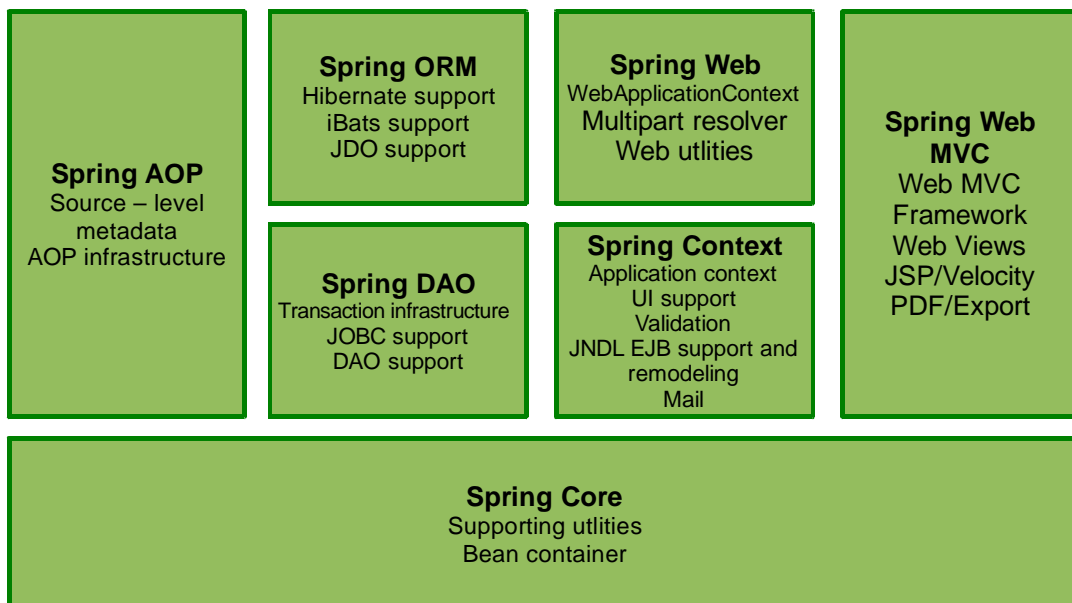 Spring AOP
Source – level
metadata
AOP infrastructure
Spring ORM
Hibernate support
iBats support
JDO support
Spring DAO
Transaction infrastructure
JOBC support
DAO support
Spring Web
WebApplicationContext
Multipart resolver
Web utlities
Spring Context
Application context
UI support
Validation
JNDL EJB support and
remodeling
Mail
Spring Web
MVC
Web MVC
Framework
Web Views
JSP/Velocity
PDF/Export
Spring Core
Supporting utlities
Bean container